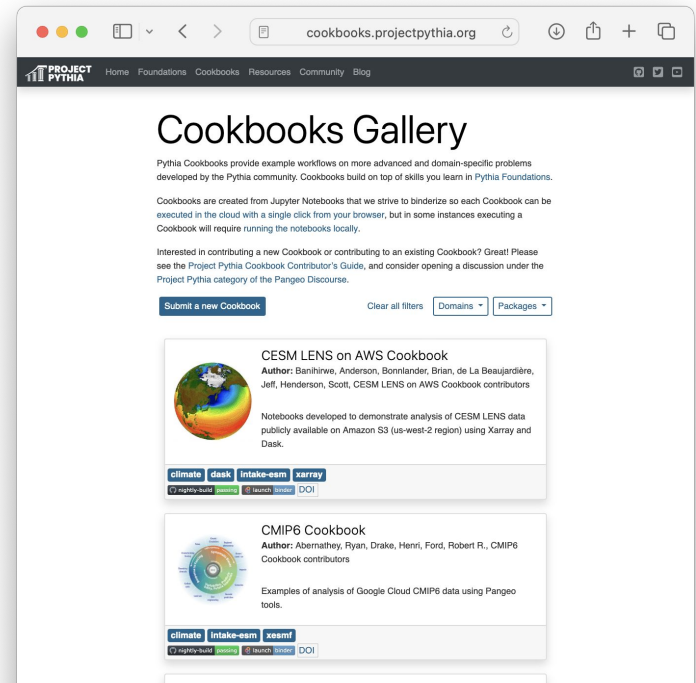 cookbooks.projectpythia.org
PROJECT PYTHIA
Home Foundations Cookbooks Resources Community Blog
Cookbooks Gallery
Pythia Cookbooks provide example workflows on more advanced and domain-specific problems
developed by the Pythia community. Cookbooks build on top of skills you learn in Pythia Foundations.
Cookbooks are created from Jupyter Notebooks that we strive to binderize so each Cookbook can be
executed in the cloud with a single click from your browser, but in some instances executing a
Cookbook will require running the notebooks locally.
Interested in contributing a new Cookbook or contributing to an existing Cookbook? Great! Please
see the Project Pythia Cookbook Contributor's Guide, and consider opening a discussion under the
Project Pythia category of the Pangeo Discourse.
Submit a new Cookbook Clear all filters Domains Packages
CESM LENS on AWS Cookbook
Author: Banihirwe, Anderson, Bonnlander, Brian, de La Beaujardière,
Jeff, Henderson, Scott, CESM LENS on AWS Cookbook contributors
Notebooks developed to demonstrate analysis of CESM LENS data
publicly available on Amazon S3 (us-west-2 region) using Xarray and
Dask.
climate dask intake-esm xarray
nightly-build passing launch binder DOI
CMIP6 Cookbook
Author: Abernathey, Ryan, Drake, Henri, Ford, Robert R., CMIP6
Cookbook contributors
Examples of analysis of Google Cloud CMIP6 data using Pangeo
tools.
climate intake-esm xesmf
nightly-build passing launch binder DOI